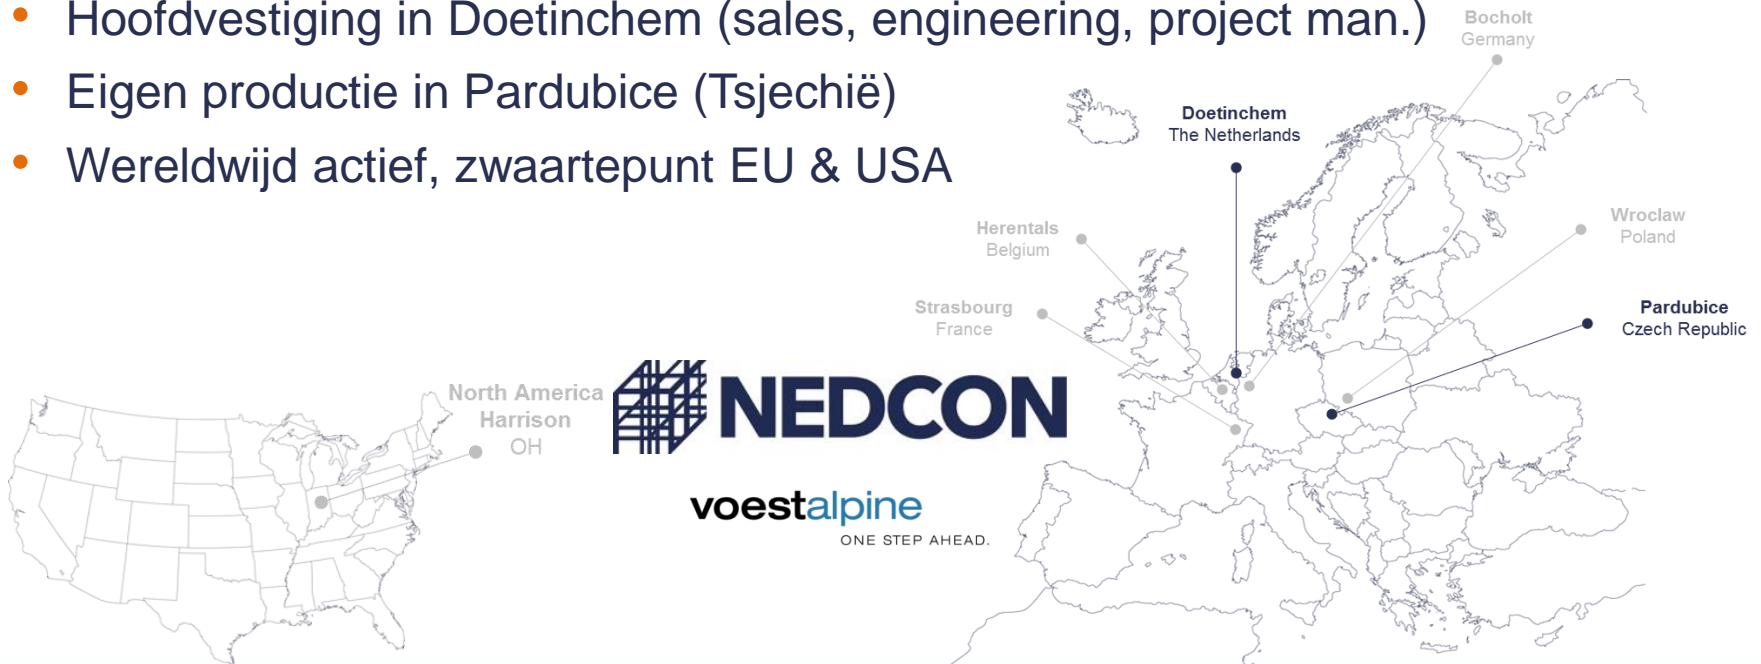 • Hoofdvestiging in Doetinchem (sales, engineering, project man.)
• Eigen productie in Pardubice (Tsjechië)
• Wereldwijd actief, zwaartepunt EU & USA
Bocholt
Germany
Doetinchem
The Netherlands
Herentals
Belgium
Wroclaw
Poland
Strasbourg
France
Pardubice
Czech Republic
North America
Harrison
OH
NEDCON
voestalpine
ONE STEP AHEAD.